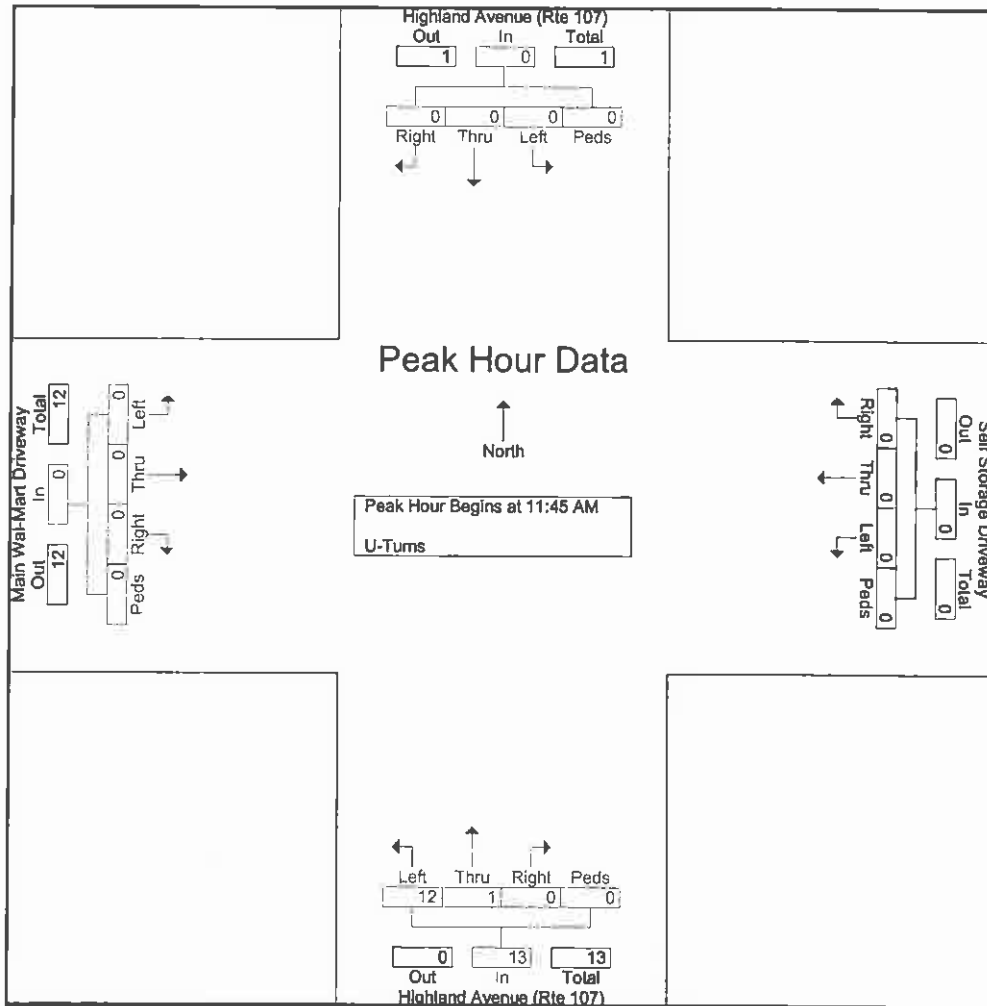 Highland Avenue (Rte 107)
Out In Total
1 0 1
0 0 0 0
Right Thru Left Peds
Peak Hour Data
North
Peak Hour Begins at 11:45 AM
U-Turns
Main Wal-Mart Driveway
Out In Total
12 0 12
Left Thru Right Peds
0 0 0 0
Self Storage Driveway
Out In Total
0 0 0
Right Thru Left Peds
0 0 0 0
Left Thru Right Peds
12 1 0 0
0 13 13
Out In Total
Highland Avenue (Rte 107)